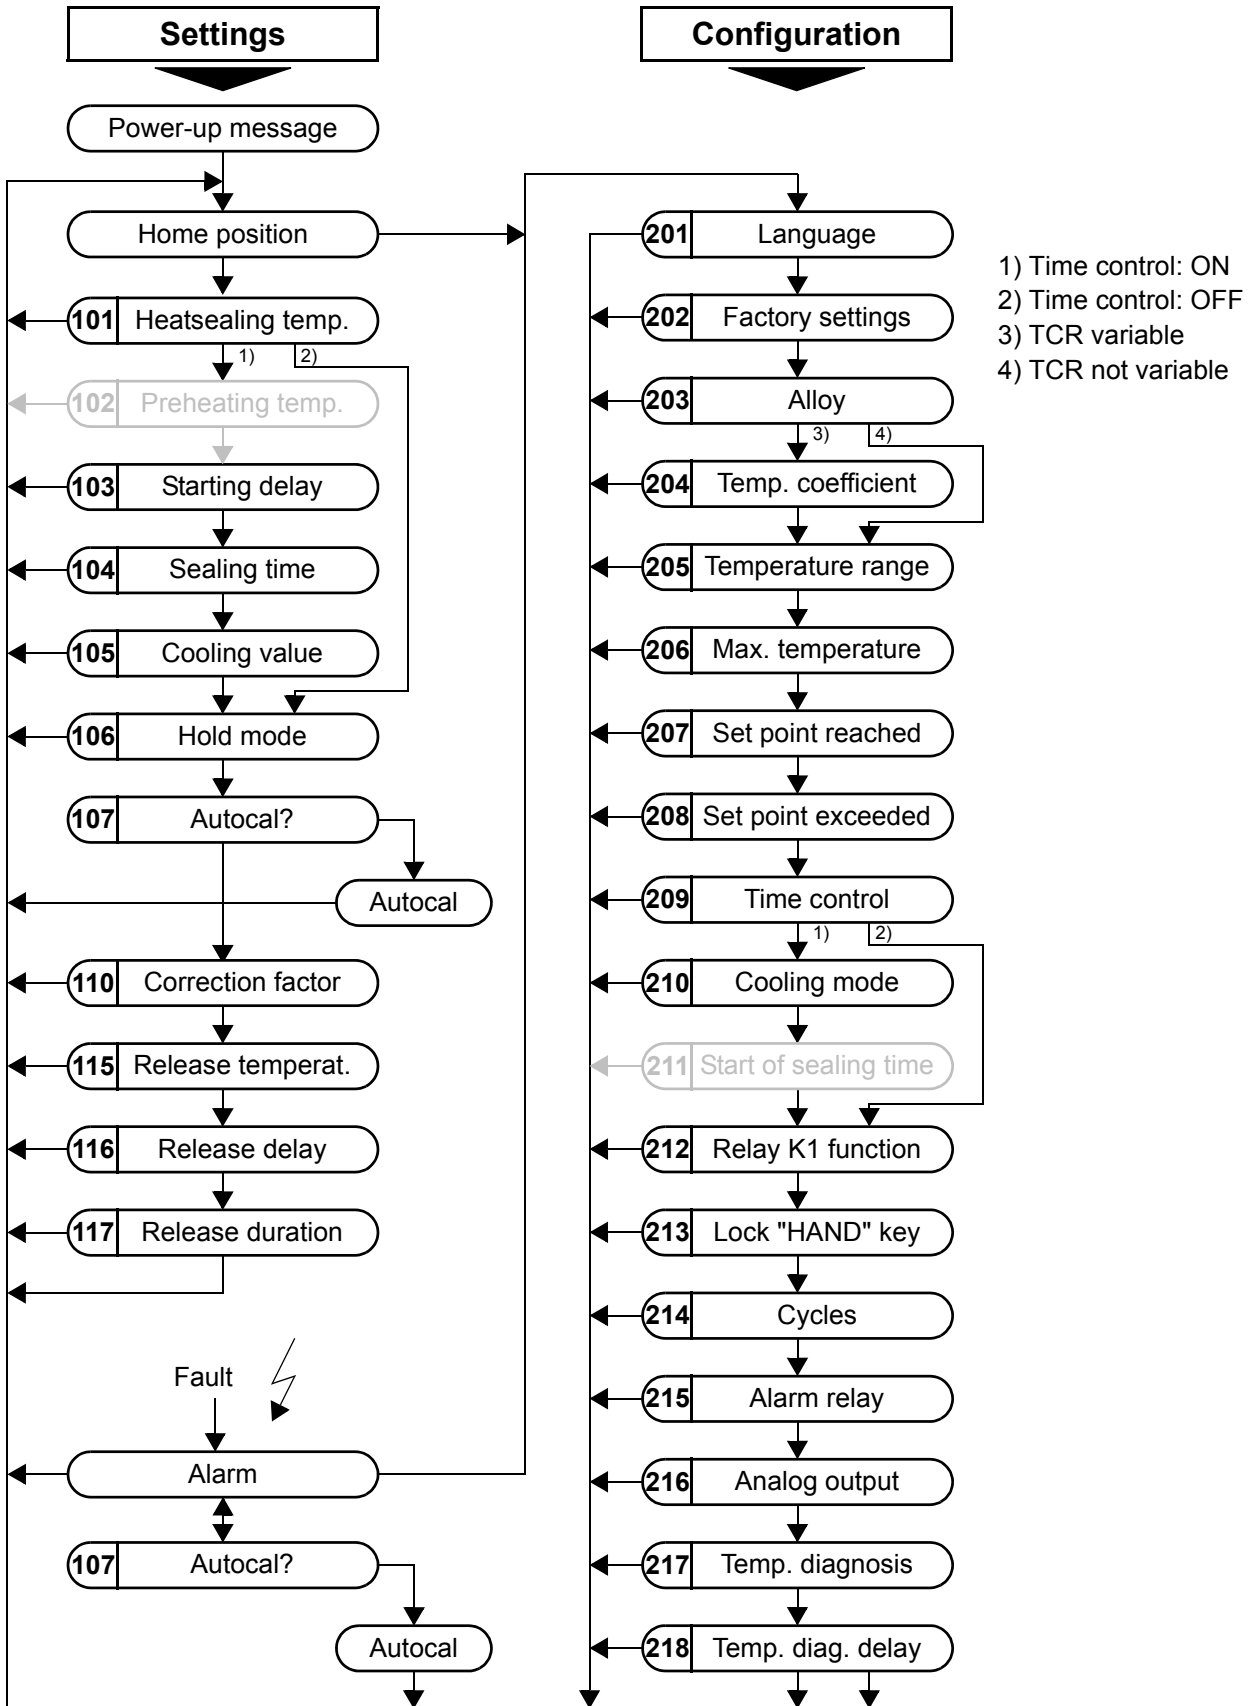 Settings
Power-up message
Home position
101 Heatsealing temp.
1) 2)
102 Preheating temp.
103 Starting delay
104 Sealing time
105 Cooling value
106 Hold mode
107 Autocal?
Autocal
110 Correction factor
115 Release temperat.
116 Release delay
117 Release duration
Fault
Alarm
107 Autocal?
Autocal
Configuration
201 Language
202 Factory settings
203 Alloy
3) 4)
204 Temp. coefficient
205 Temperature range
206 Max. temperature
207 Set point reached
208 Set point exceeded
209 Time control
1) 2)
210 Cooling mode
211 Start of sealing time
212 Relay K1 function
213 Lock "HAND" key
214 Cycles
215 Alarm relay
216 Analog output
217 Temp. diagnosis
218 Temp. diag. delay
1) Time control: ON
2) Time control: OFF
3) TCR variable
4) TCR not variable